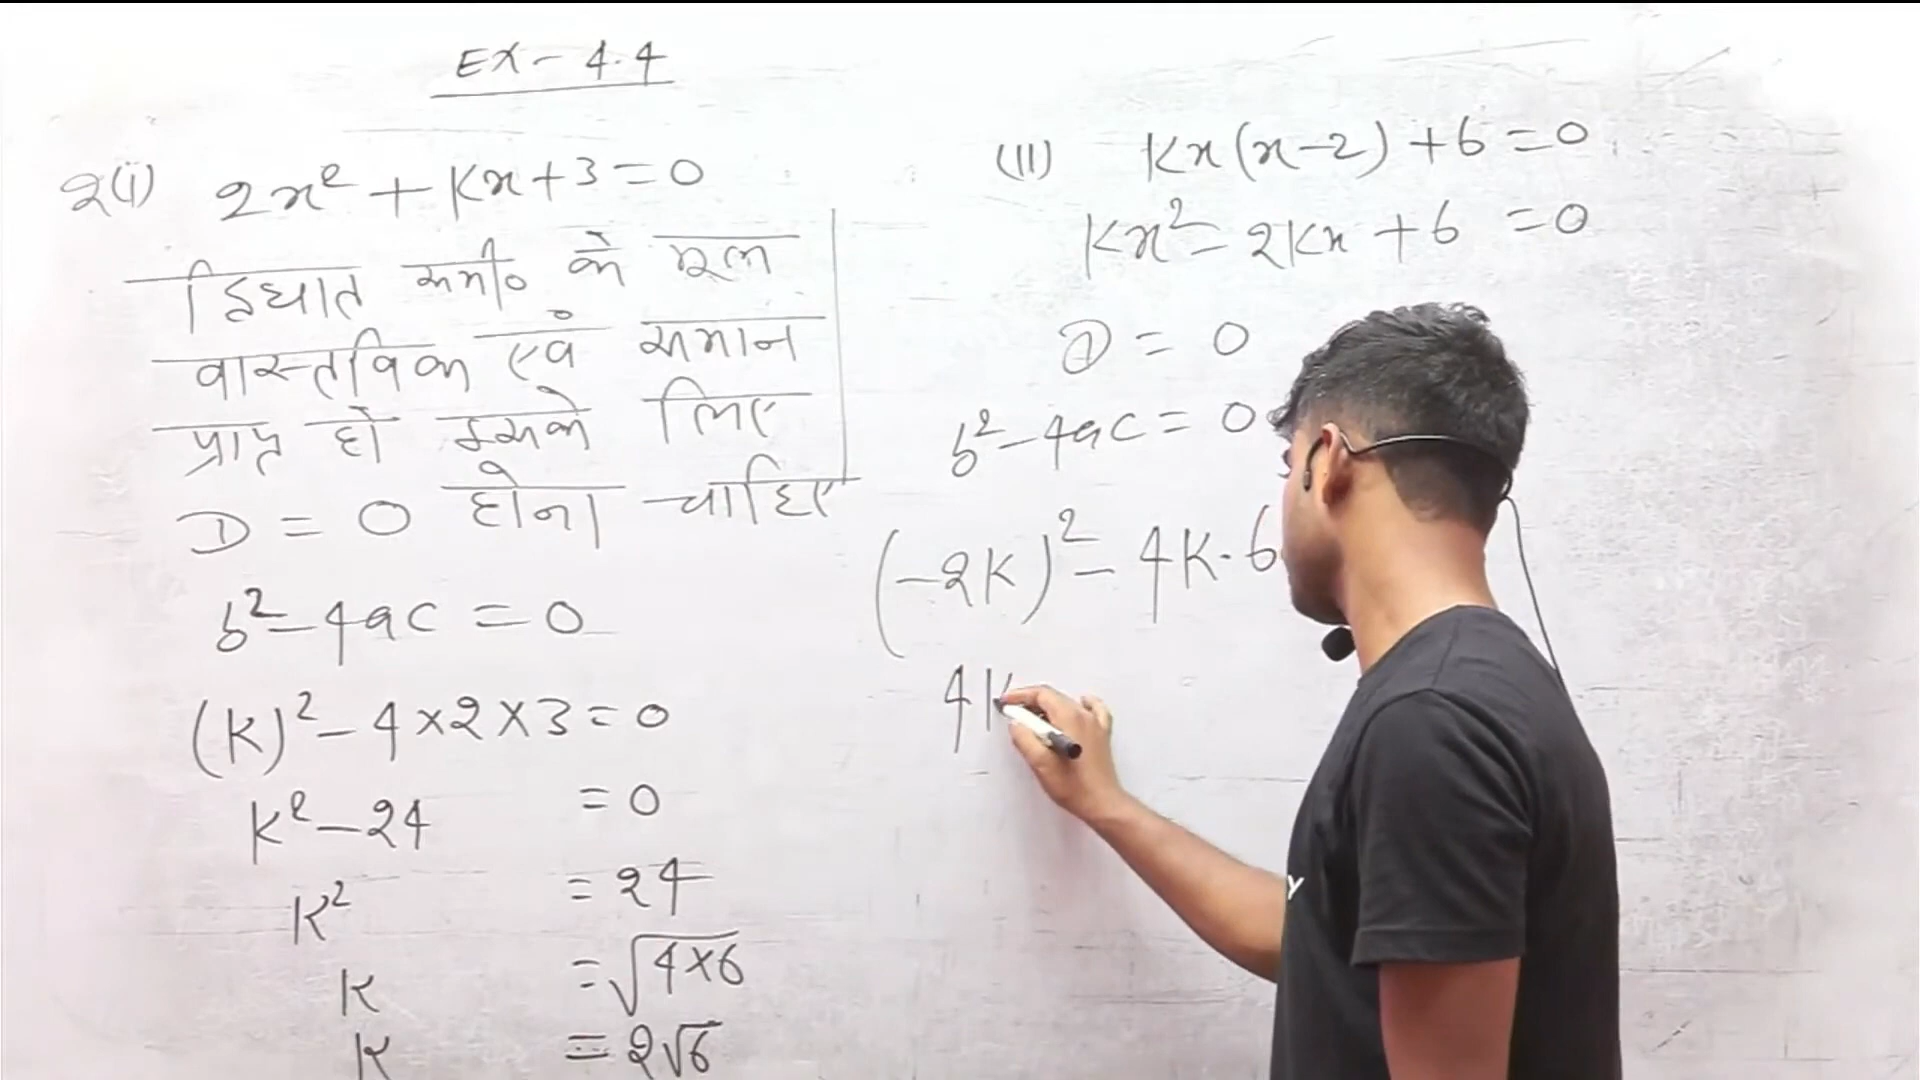 EX - 4.4
2(i) 2x² + Kx + 3 = 0
द्विघात समी० के मूल
वास्तविक एवं समान
प्राप्त हो इसके लिए
D = 0 होना चाहिए
b² - 4ac = 0
(K)² - 4 × 2 × 3 = 0
K² - 24 = 0
K² = 24
K = √4×6
K = 2√6
(II) Kx(x-2) + 6 = 0
Kx² - 2Kx + 6 = 0
D = 0
b² - 4ac = 0
(-2K)² - 4K·6
4K
Y